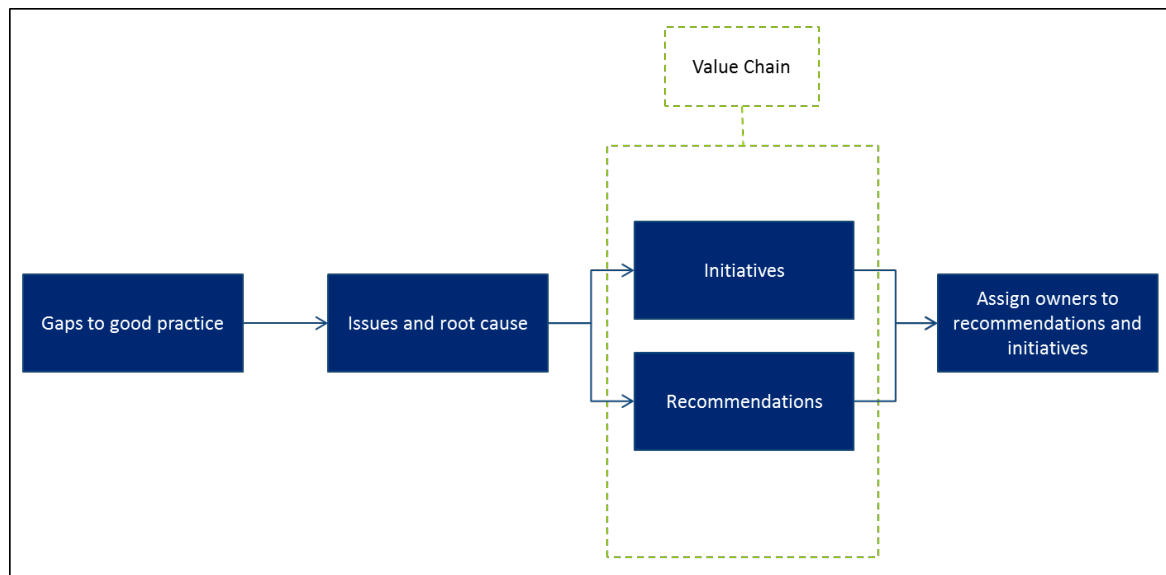 Value Chain
Gaps to good practice
Issues and root cause
Initiatives
Recommendations
Assign owners to
recommendations and
initiatives